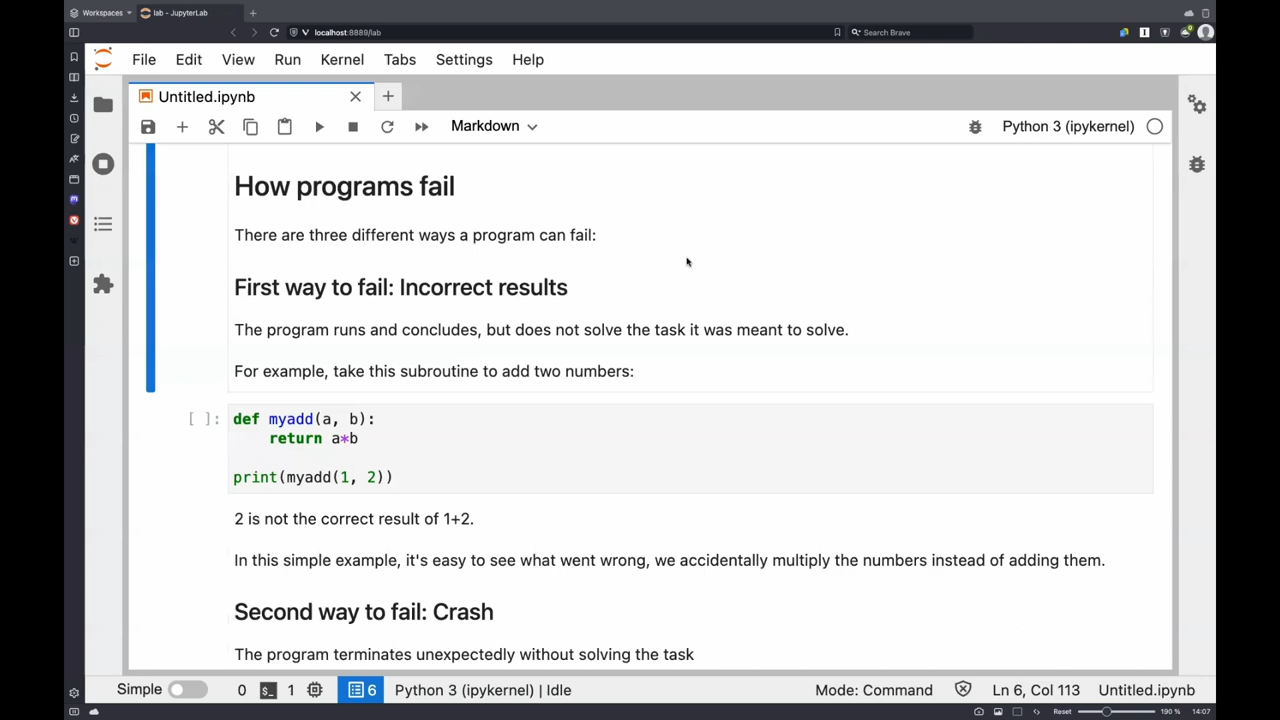 Workspaces
lab - JupyterLab
localhost:8889/lab
Search Brave
File Edit View Run Kernel Tabs Settings Help
Untitled.ipynb
Markdown
Python 3 (ipykernel)
How programs fail
There are three different ways a program can fail:
First way to fail: Incorrect results
The program runs and concludes, but does not solve the task it was meant to solve.
For example, take this subroutine to add two numbers:
[ ]: def myadd(a, b):
return a*b
print(myadd(1, 2))
2 is not the correct result of 1+2.
In this simple example, it's easy to see what went wrong, we accidentally multiply the numbers instead of adding them.
Second way to fail: Crash
The program terminates unexpectedly without solving the task
Simple 0 1 6 Python 3 (ipykernel) | Idle Mode: Command Ln 6, Col 113 Untitled.ipynb
Reset 190 % 14:07